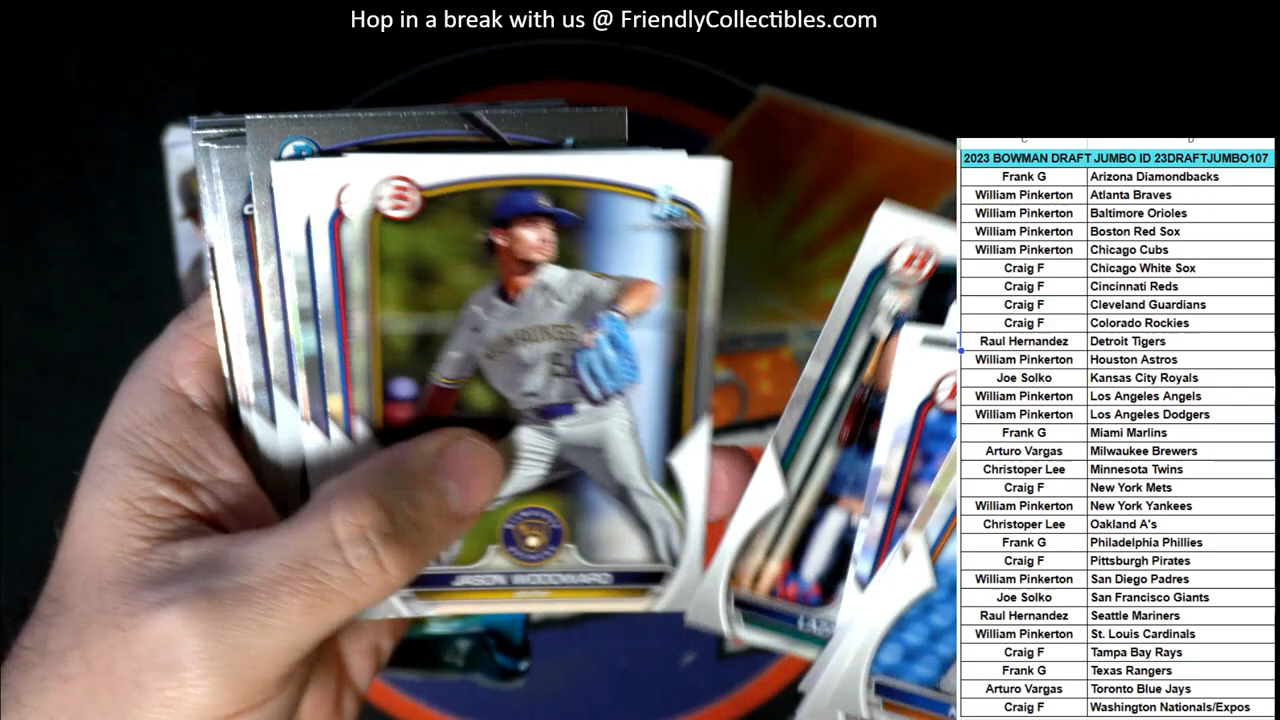 Hop in a break with us @ FriendlyCollectibles.com
C D
2023 BOWMAN DRAFT JUMBO ID 23DRAFTJUMBO107
Frank G Arizona Diamondbacks
William Pinkerton Atlanta Braves
William Pinkerton Baltimore Orioles
William Pinkerton Boston Red Sox
William Pinkerton Chicago Cubs
Craig F Chicago White Sox
Craig F Cincinnati Reds
Craig F Cleveland Guardians
Craig F Colorado Rockies
Raul Hernandez Detroit Tigers
William Pinkerton Houston Astros
Joe Solko Kansas City Royals
William Pinkerton Los Angeles Angels
William Pinkerton Los Angeles Dodgers
Frank G Miami Marlins
Arturo Vargas Milwaukee Brewers
Christoper Lee Minnesota Twins
Craig F New York Mets
William Pinkerton New York Yankees
Christoper Lee Oakland A's
Frank G Philadelphia Phillies
Craig F Pittsburgh Pirates
William Pinkerton San Diego Padres
Joe Solko San Francisco Giants
Raul Hernandez Seattle Mariners
William Pinkerton St. Louis Cardinals
Craig F Tampa Bay Rays
Frank G Texas Rangers
Arturo Vargas Toronto Blue Jays
Craig F Washington Nationals/Expos
JASON WOODWARD